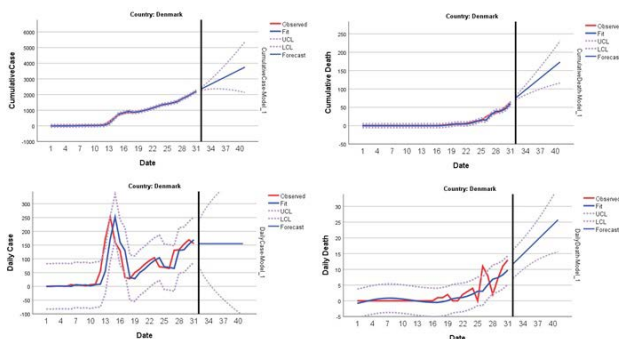 Country: Denmark
CumulativeCase
6000
5000
4000
3000
2000
1000
0
-1000
1 4 7 10 13 16 19 22 25 28 31 34 37 40
Date
Observed
Fit
UCL
LCL
Forecast
CumulativeCase-Model_1
Country: Denmark
Cumulative Death
250
200
150
100
50
0
-50
1 4 7 10 13 16 19 22 25 28 31 34 37 40
Date
Observed
Fit
UCL
LCL
Forecast
CumulativeDeath-Model_1
Country: Denmark
Daily Case
300
250
200
150
100
50
0
-50
-100
1 4 7 10 13 16 19 22 25 28 31 34 37 40
Date
Observed
Fit
UCL
LCL
Forecast
DailyCase-Model_1
Country: Denmark
Daily Death
35
30
25
20
15
10
5
0
-5
1 4 7 10 13 16 19 22 25 28 31 34 37 40
Date
Observed
Fit
UCL
LCL
Forecast
DailyDeath-Model_1